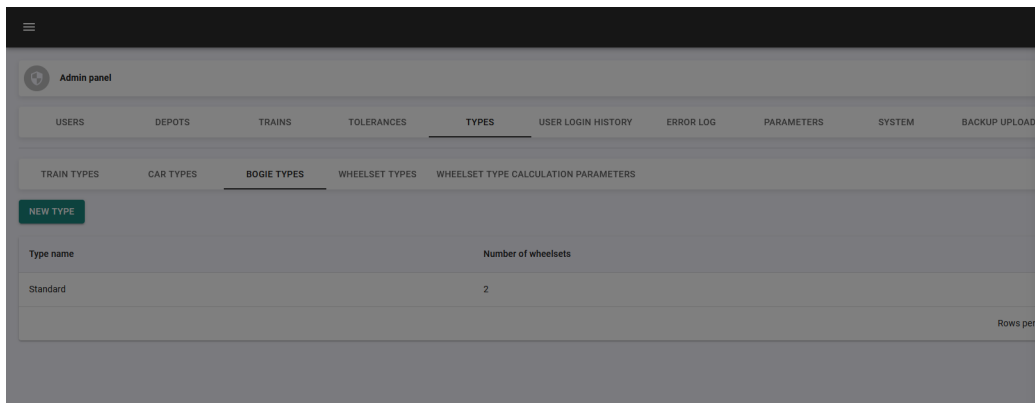 Admin panel
USERS DEPOTS TRAINS TOLERANCES TYPES USER LOGIN HISTORY ERROR LOG PARAMETERS SYSTEM BACKUP UPLOAD
TRAIN TYPES CAR TYPES BOGIE TYPES WHEELSET TYPES WHEELSET TYPE CALCULATION PARAMETERS
NEW TYPE
Type name Number of wheelsets
Standard 2
Rows per